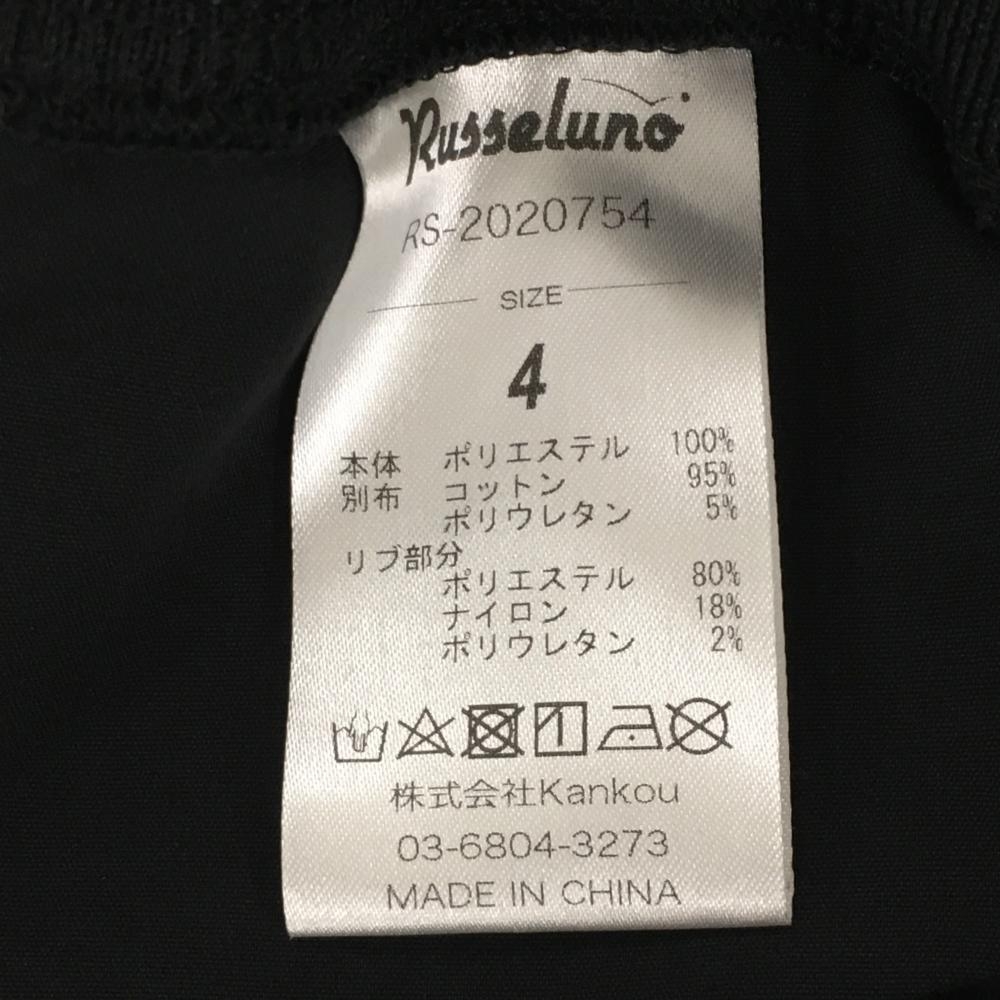 Russeluno
RS-2020754
SIZE
4
本体 ポリエステル 100%
別布 コットン 95%
ポリウレタン 5%
リブ部分
ポリエステル 80%
ナイロン 18%
ポリウレタン 2%
株式会社Kankou
03-6804-3273
MADE IN CHINA